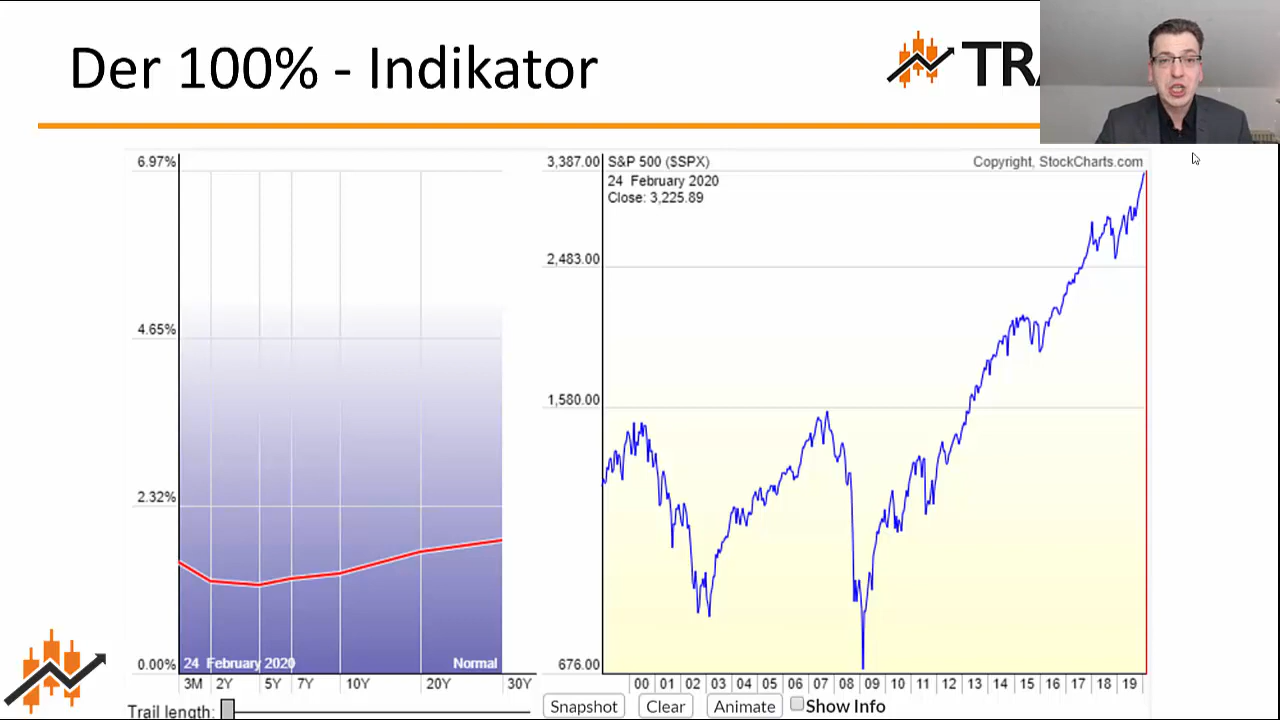 Der 100% - Indikator
TRA
6.97%
4.65%
2.32%
0.00%
24 February 2020
Normal
3M 2Y 5Y 7Y 10Y 20Y 30Y
Trail length:
3,387.00
2,483.00
1,580.00
676.00
S&P 500 ($SPX)
Copyright, StockCharts.com
24 February 2020
Close: 3,225.89
00 01 02 03 04 05 06 07 08 09 10 11 12 13 14 15 16 17 18 19
Snapshot
Clear
Animate
Show Info